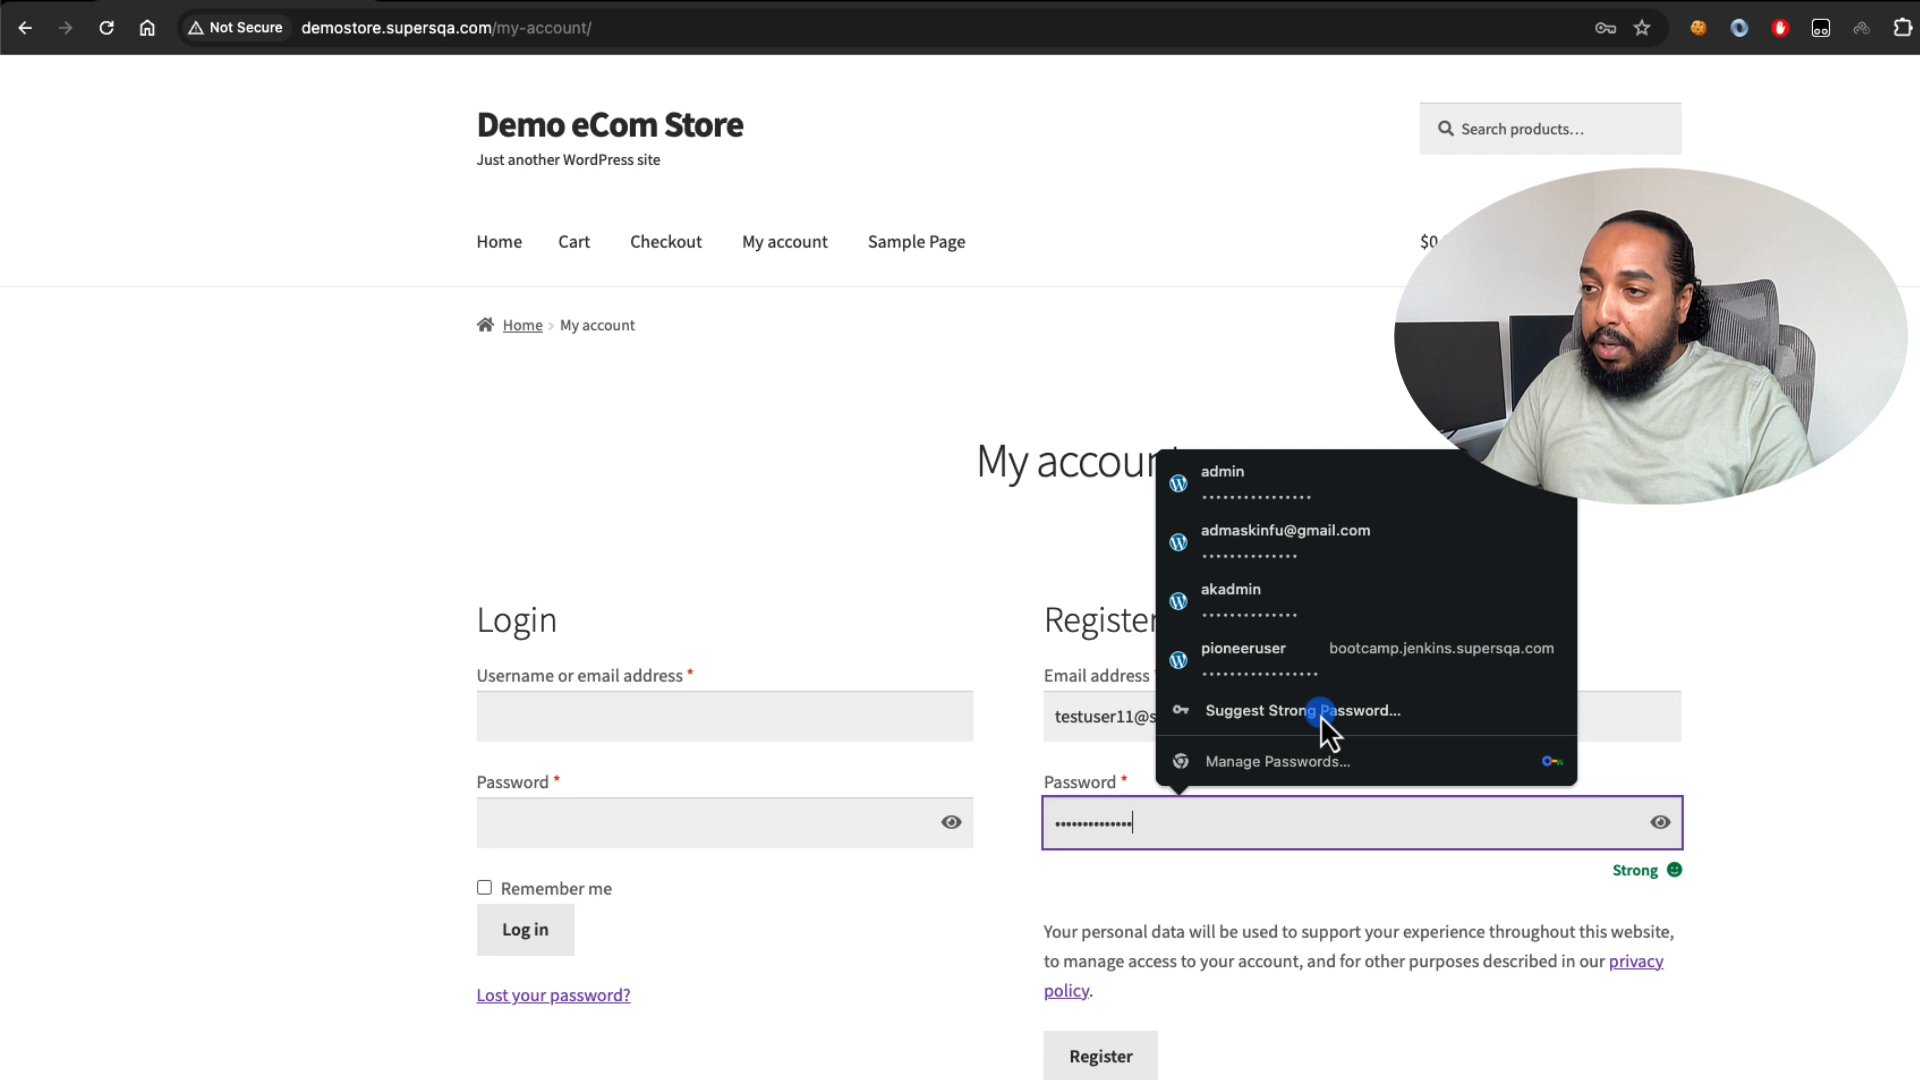 Not Secure
demostore.supersqa.com/my-account/
Demo eCom Store
Just another WordPress site
Search products…
Home
Cart
Checkout
My account
Sample Page
$0
Home
My account
My accoun
admin
admaskinfu@gmail.com
akadmin
pioneeruser
bootcamp.jenkins.supersqa.com
Suggest Strong Password...
Manage Passwords...
Login
Username or email address *
Password *
Remember me
Log in
Lost your password?
Register
Email address
testuser11@s
Password *
Strong
Your personal data will be used to support your experience throughout this website,
to manage access to your account, and for other purposes described in our privacy
policy.
Register